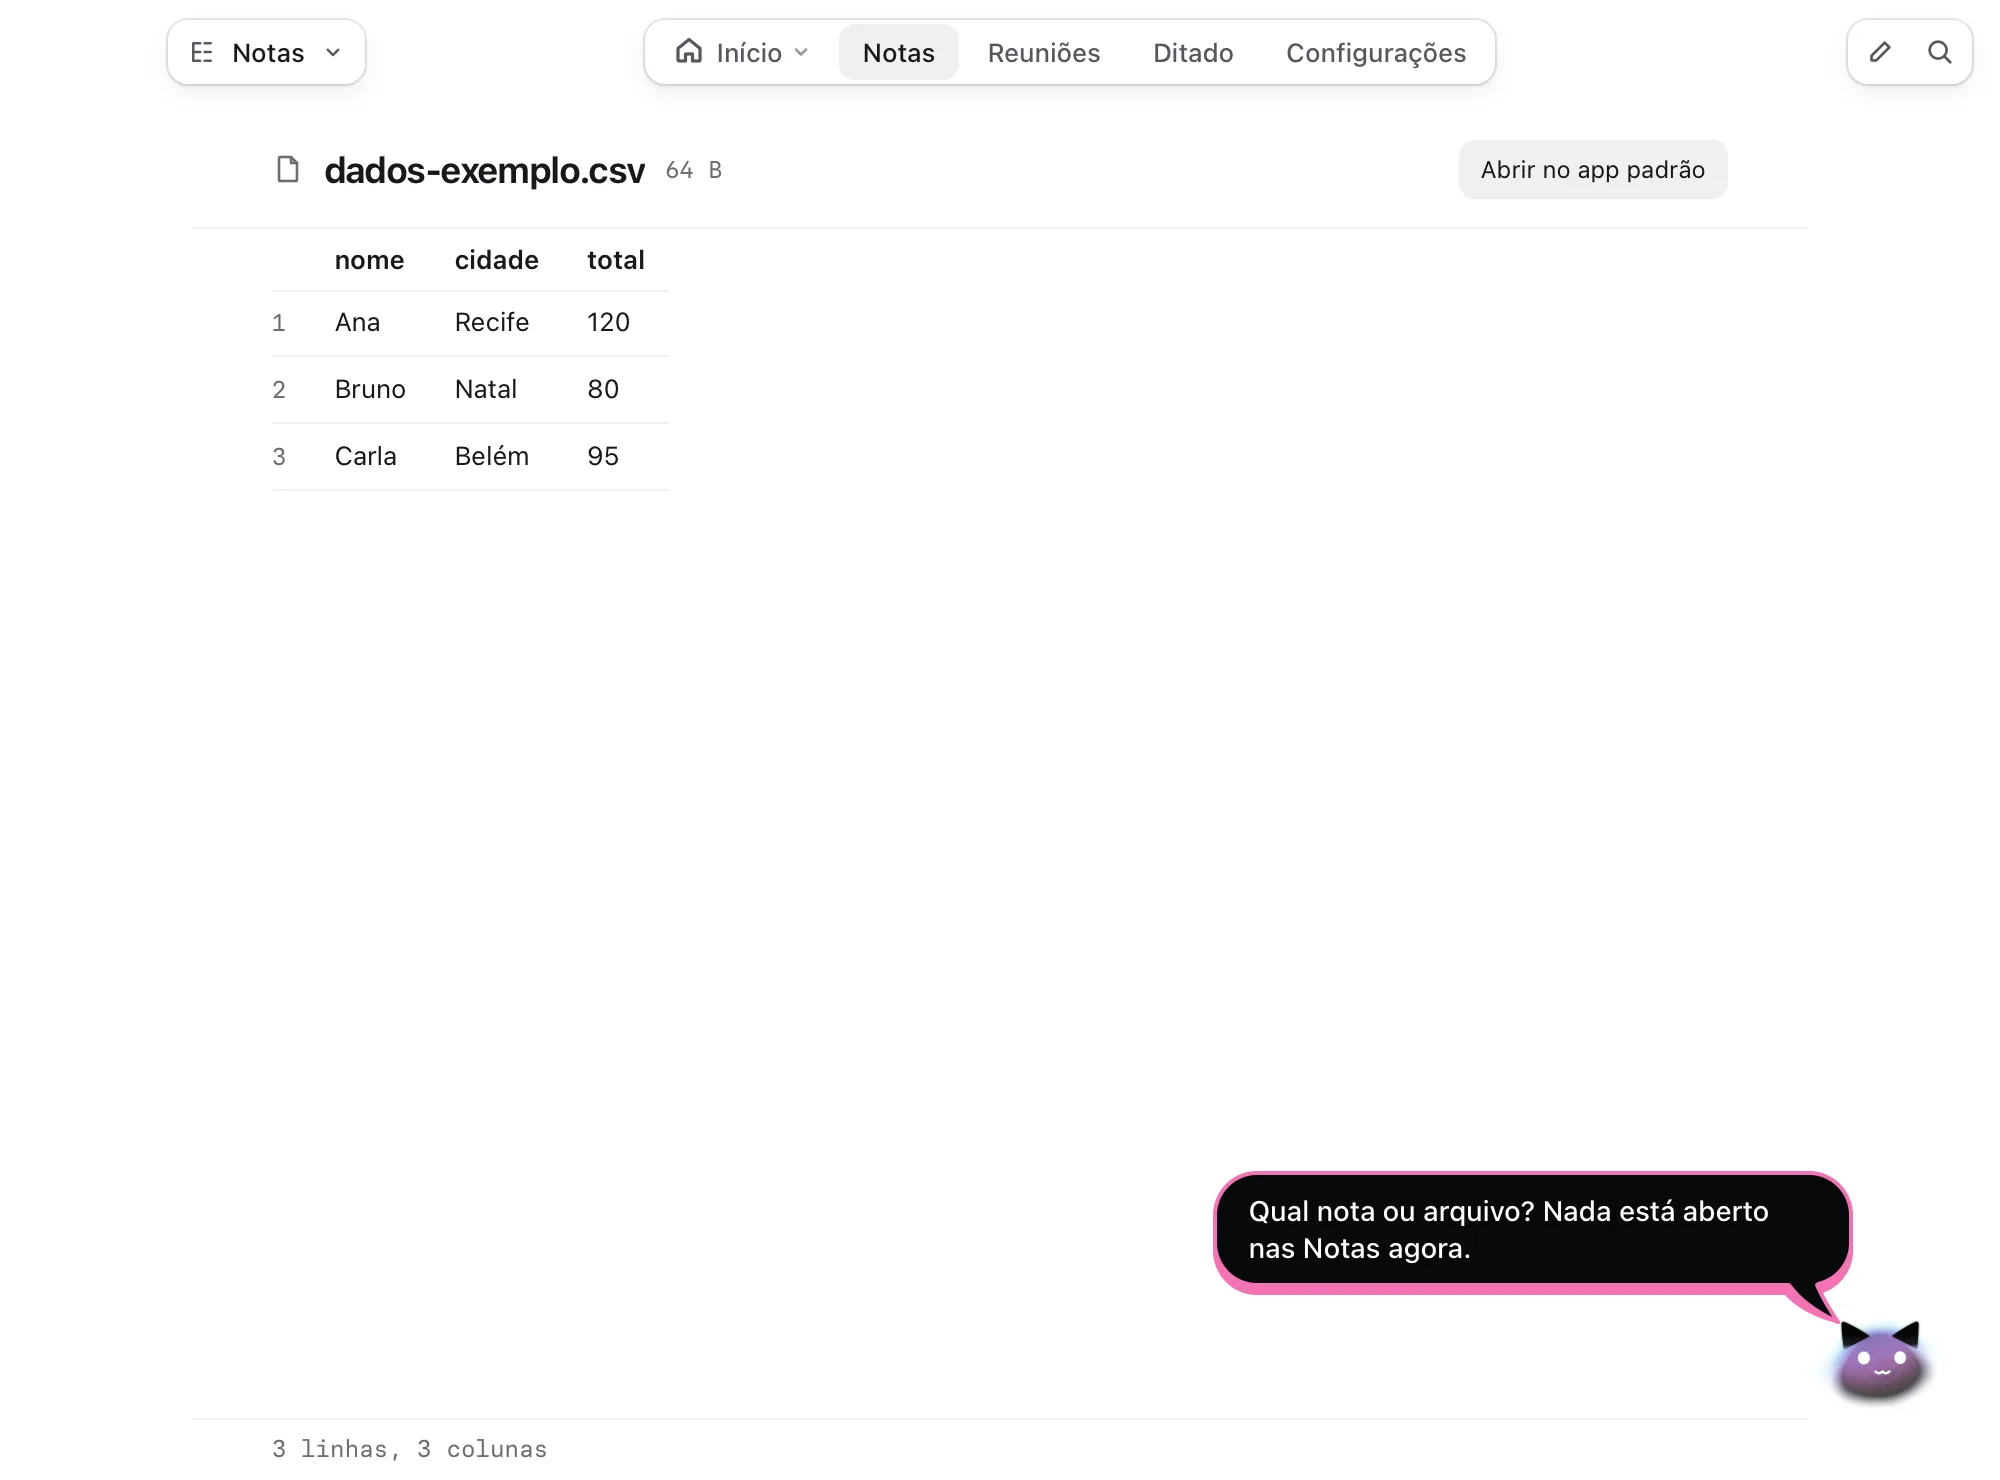 Notas
Início
Notas
Reuniões
Ditado
Configurações
dados-exemplo.csv 64 B
Abrir no app padrão
nome cidade total
1 Ana Recife 120
2 Bruno Natal 80
3 Carla Belém 95
Qual nota ou arquivo? Nada está aberto
nas Notas agora.
3 linhas, 3 colunas